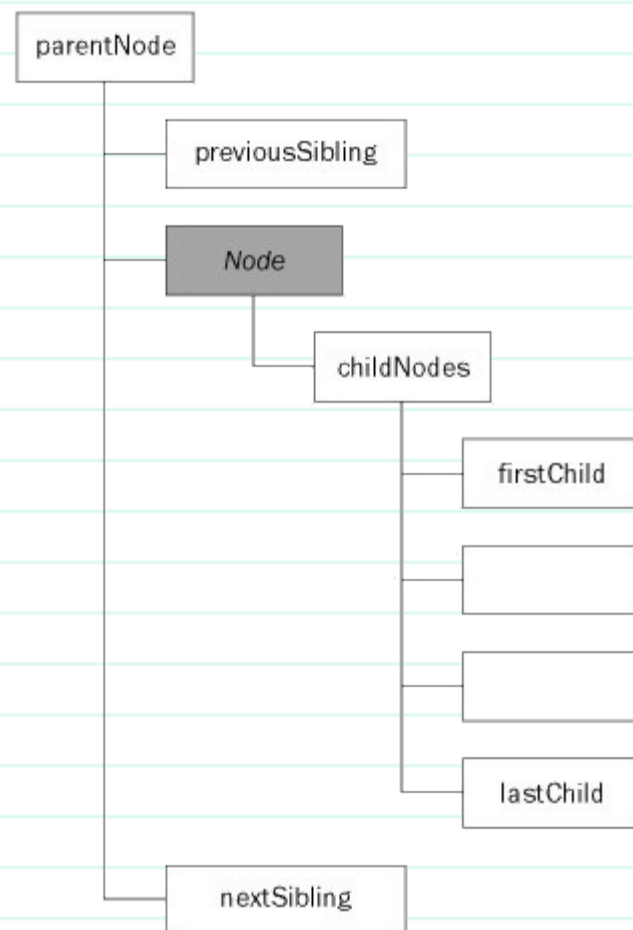 parentNode
previousSibling
Node
childNodes
firstChild
lastChild
nextSibling